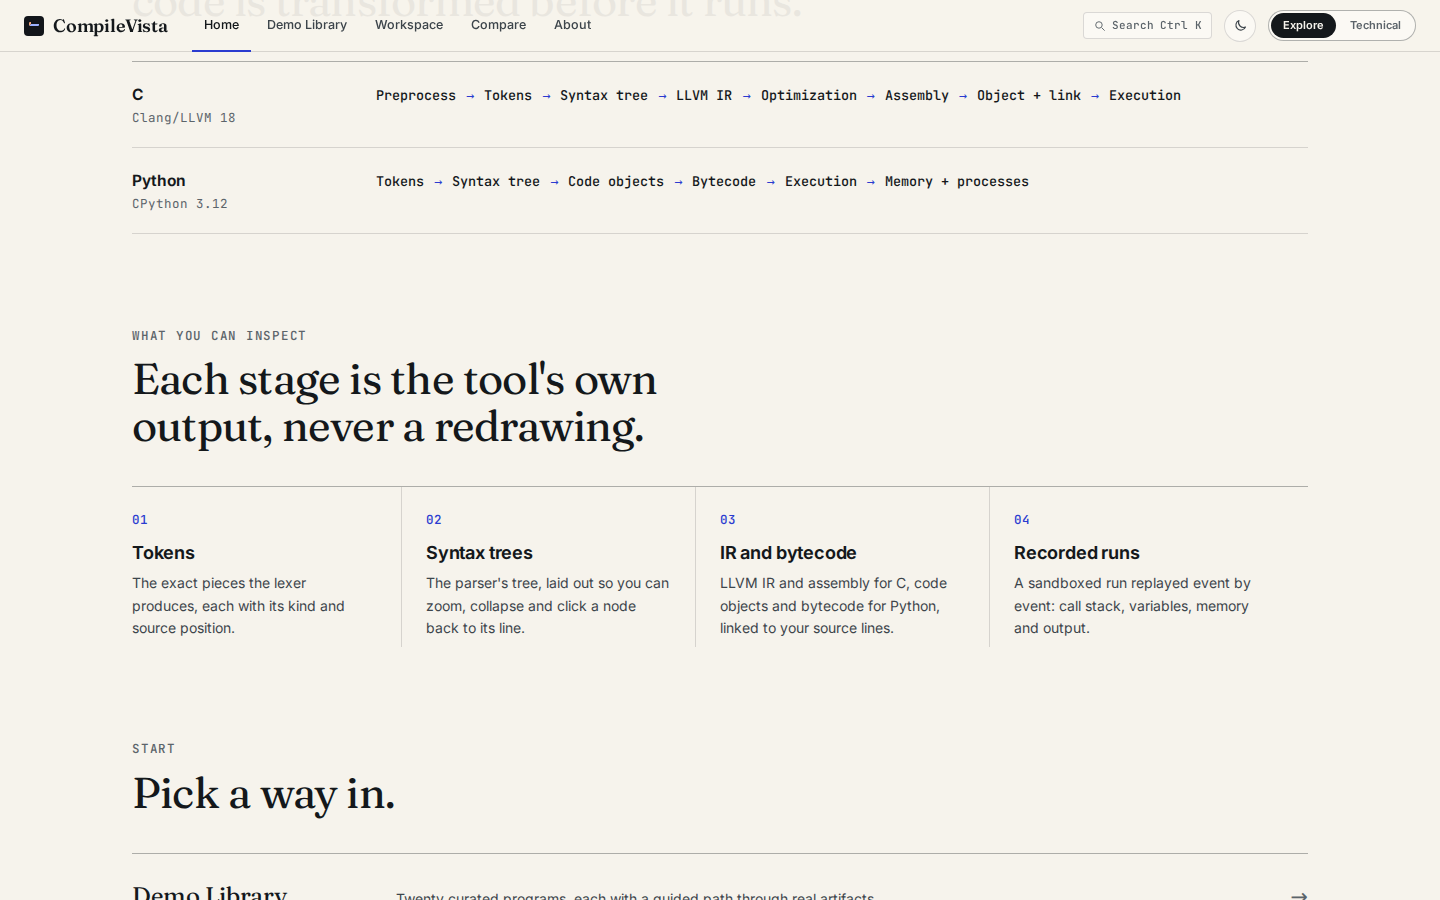 code is transformed before it runs.
CompileVista Home Demo Library Workspace Compare About Search Ctrl K Explore Technical
C Preprocess → Tokens → Syntax tree → LLVM IR → Optimization → Assembly → Object + link → Execution
Clang/LLVM 18
Python Tokens → Syntax tree → Code objects → Bytecode → Execution → Memory + processes
CPython 3.12
WHAT YOU CAN INSPECT
Each stage is the tool's own
output, never a redrawing.
01
Tokens
The exact pieces the lexer
produces, each with its kind and
source position.
02
Syntax trees
The parser's tree, laid out so you can
zoom, collapse and click a node
back to its line.
03
IR and bytecode
LLVM IR and assembly for C, code
objects and bytecode for Python,
linked to your source lines.
04
Recorded runs
A sandboxed run replayed event by
event: call stack, variables, memory
and output.
START
Pick a way in.
Demo Library Twenty curated programs, each with a guided path through real artifacts →